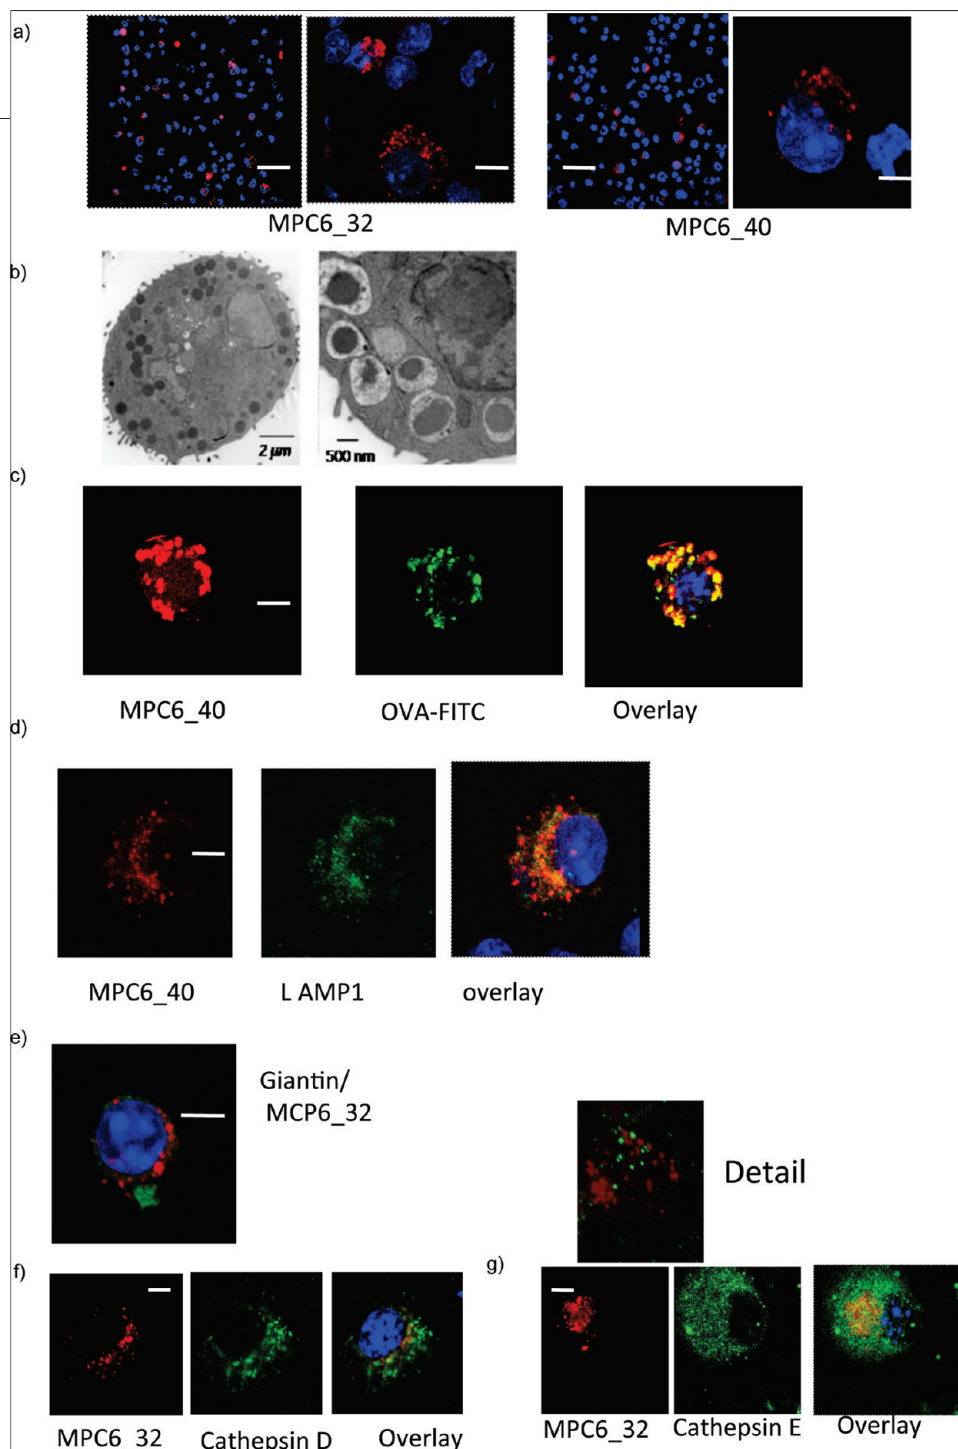 a)
MPC6_32
MPC6_40
b)
2 µm
500 nm
c)
MPC6_40
OVA-FITC
Overlay
d)
MPC6_40
L AMP1
overlay
e)
Giantin/
MCP6_32
Detail
f)
g)
MPC6_32
Cathepsin D
Overlay
MPC6_32
Cathepsin E
Overlay